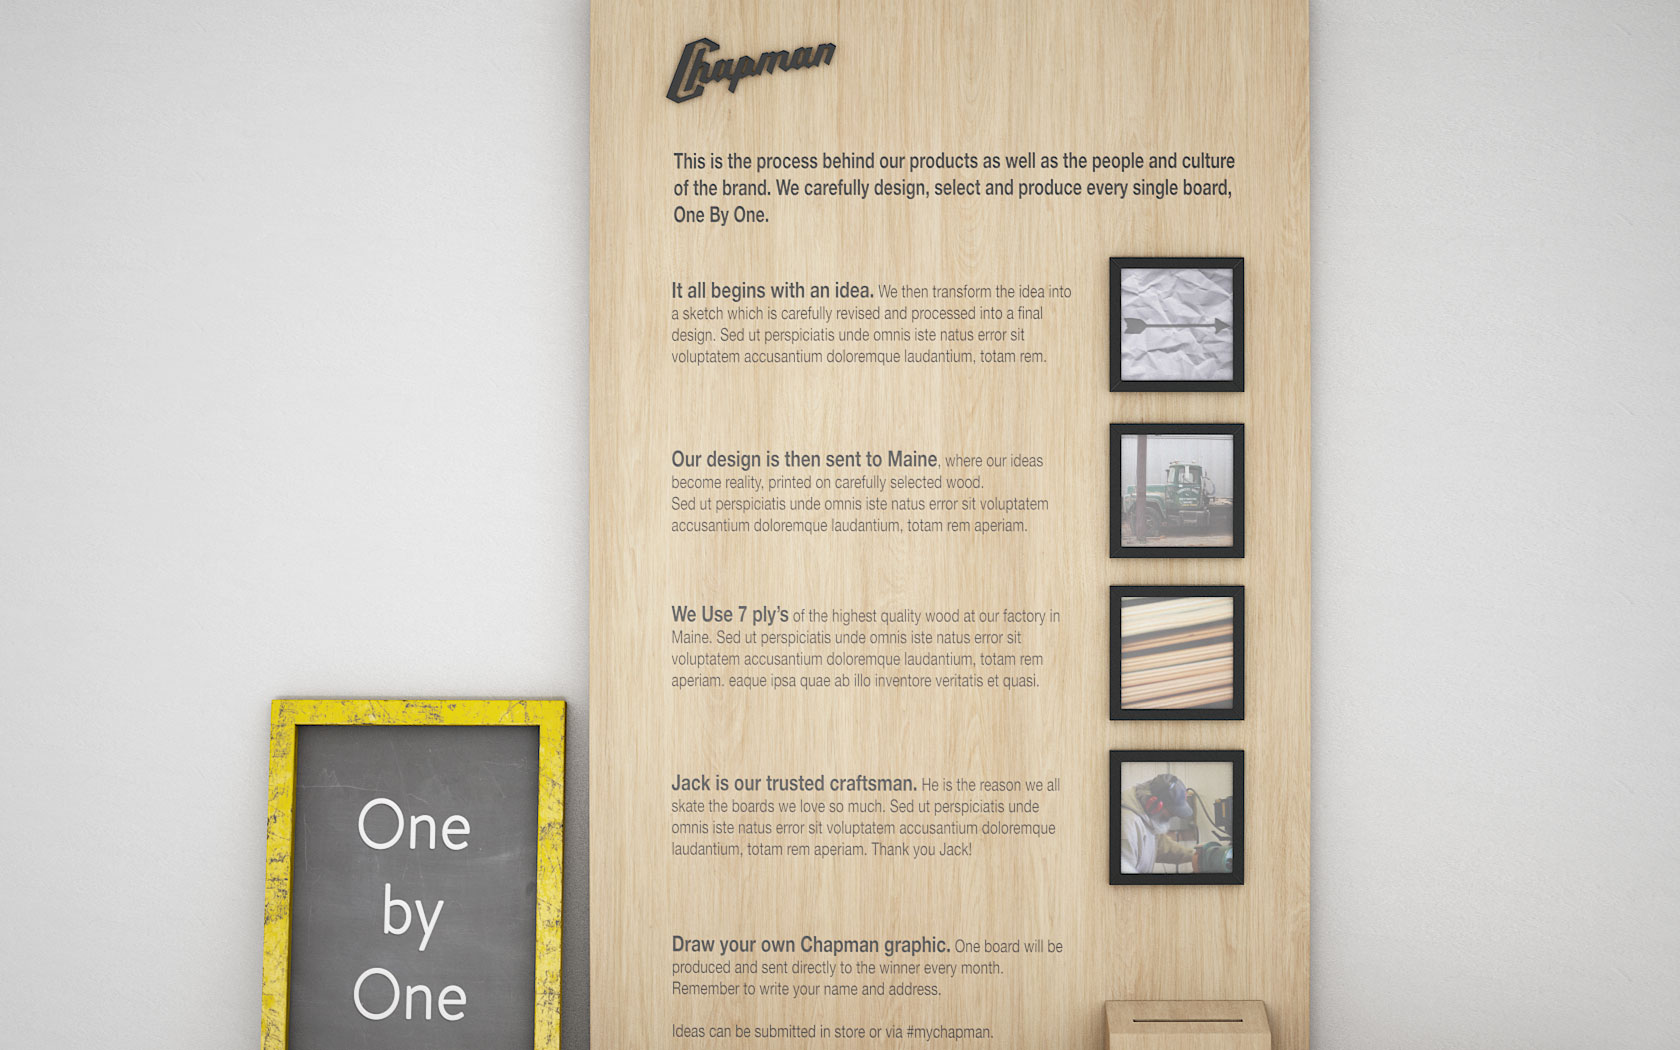 Chapman
This is the process behind our products as well as the people and culture
of the brand. We carefully design, select and produce every single board,
One By One.
It all begins with an idea. We then transform the idea into
a sketch which is carefully revised and processed into a final
design. Sed ut perspiciatis unde omnis iste natus error sit
voluptatem accusantium doloremque laudantium, totam rem.
Our design is then sent to Maine, where our ideas
become reality, printed on carefully selected wood.
Sed ut perspiciatis unde omnis iste natus error sit voluptatem
accusantium doloremque laudantium, totam rem aperiam.
We Use 7 ply's of the highest quality wood at our factory in
Maine. Sed ut perspiciatis unde omnis iste natus error sit
voluptatem accusantium doloremque laudantium, totam rem
aperiam. eaque ipsa quae ab illo inventore veritatis et quasi.
Jack is our trusted craftsman. He is the reason we all
skate the boards we love so much. Sed ut perspiciatis unde
omnis iste natus error sit voluptatem accusantium doloremque
laudantium, totam rem aperiam. Thank you Jack!
Draw your own Chapman graphic. One board will be
produced and sent directly to the winner every month.
Remember to write your name and address.
Ideas can be submitted in store or via #mychapman.
One
by
One